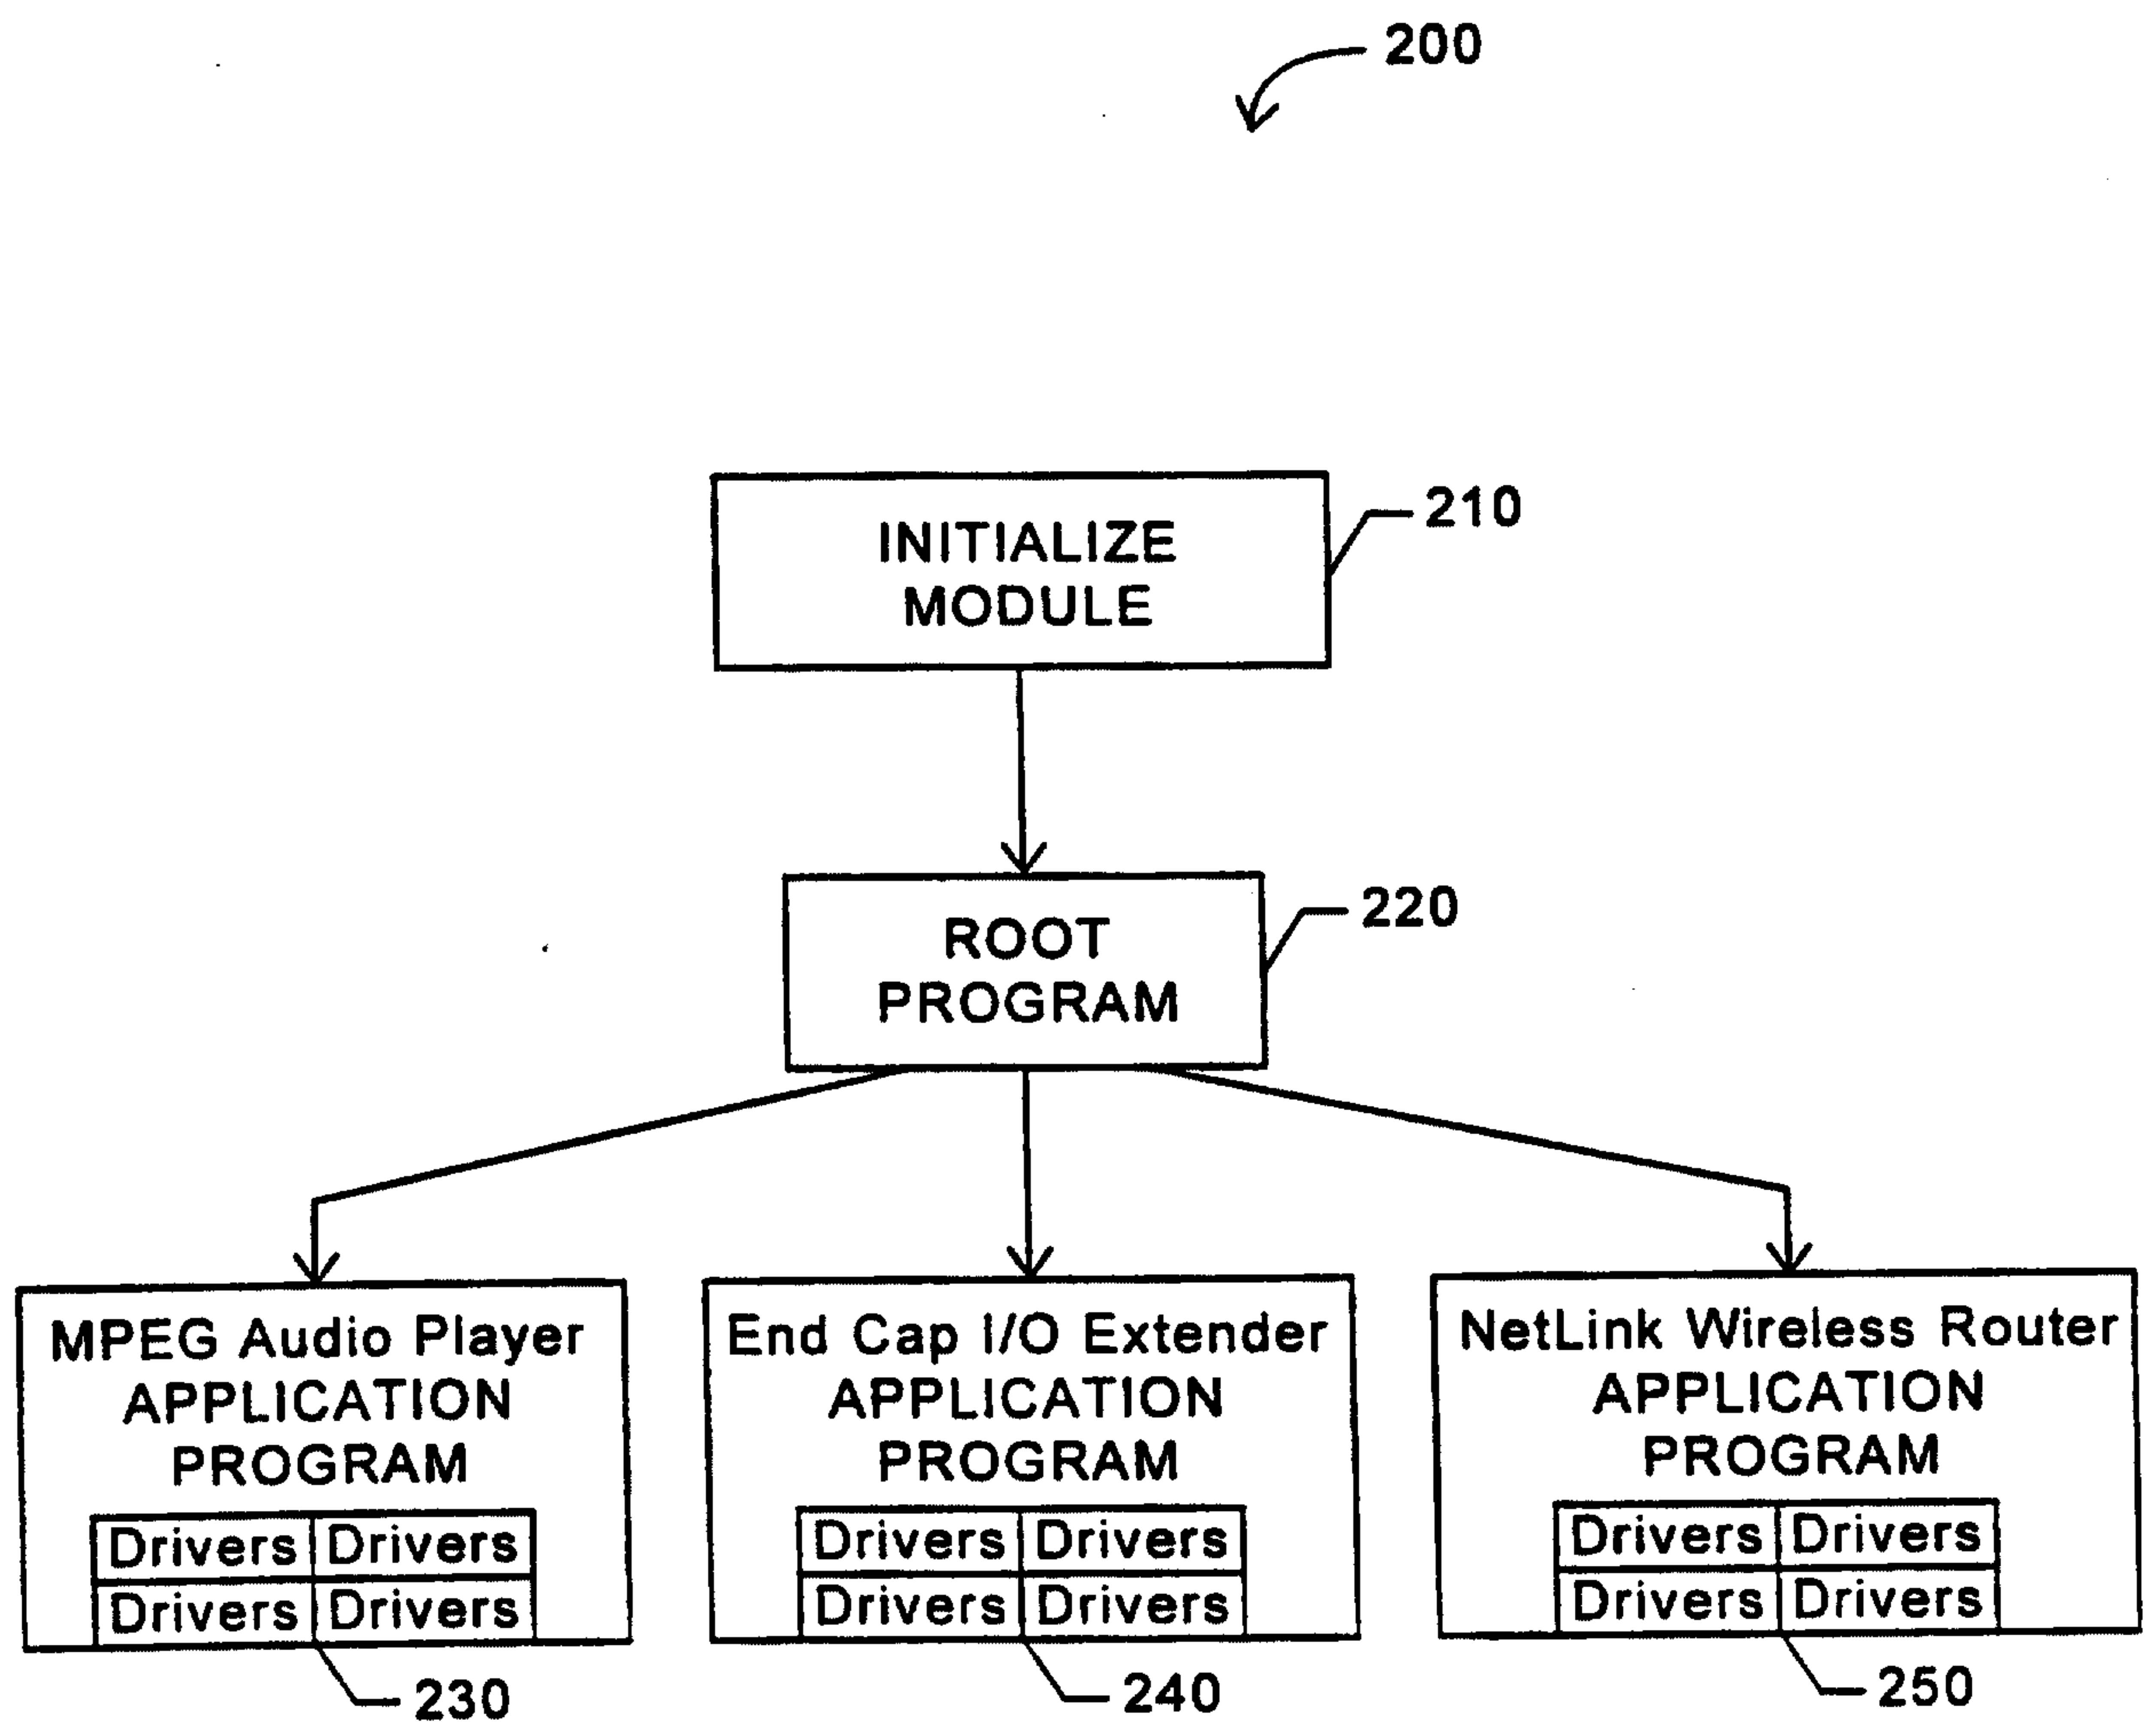 200
INITIALIZE
MODULE
210
ROOT
PROGRAM
220
MPEG Audio Player
APPLICATION
PROGRAM
Drivers Drivers
Drivers Drivers
230
End Cap I/O Extender
APPLICATION
PROGRAM
Drivers Drivers
Drivers Drivers
240
NetLink Wireless Router
APPLICATION
PROGRAM
Drivers Drivers
Drivers Drivers
250